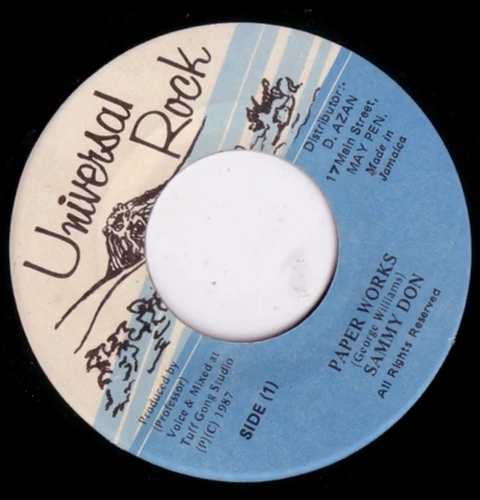 Universal
Rock
Distributor:-
D. AZAN
17 Main Street,
MAY PEN.
Made in
Jamaica
PAPER WORKS
(George Williams)
SAMMY DON
All Rights Reserved
Produced by
(Professor)
Voice & Mixed at
Tuff Gong Studio
(P)(C) 1987
SIDE (1)